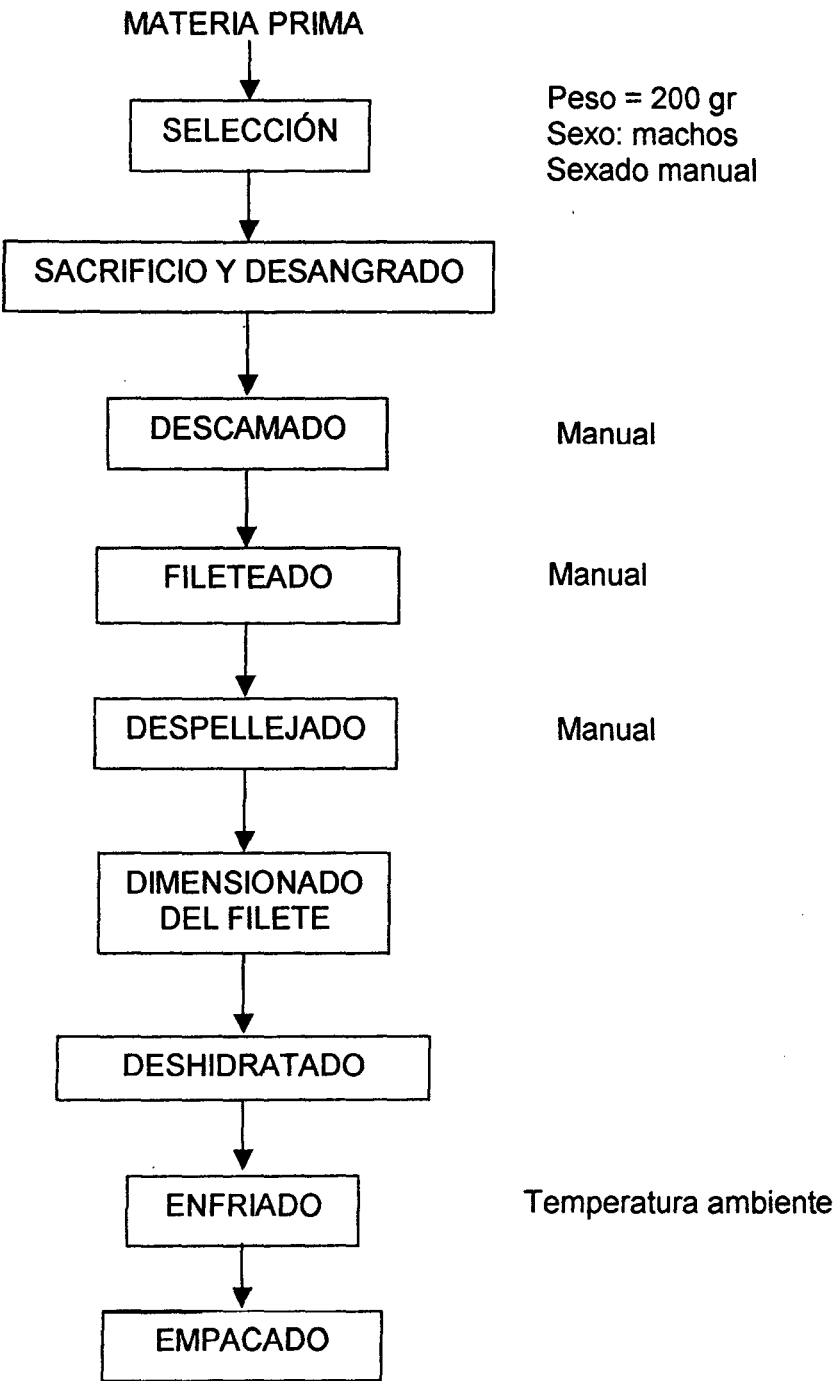 MATERIA PRIMA
SELECCIÓN
Peso = 200 gr
Sexo: machos
Sexado manual
SACRIFICIO Y DESANGRADO
DESCAMADO
Manual
FILETEADO
Manual
DESPELLEJADO
Manual
DIMENSIONADO
DEL FILETE
DESHIDRATADO
ENFRIADO
Temperatura ambiente
EMPACADO